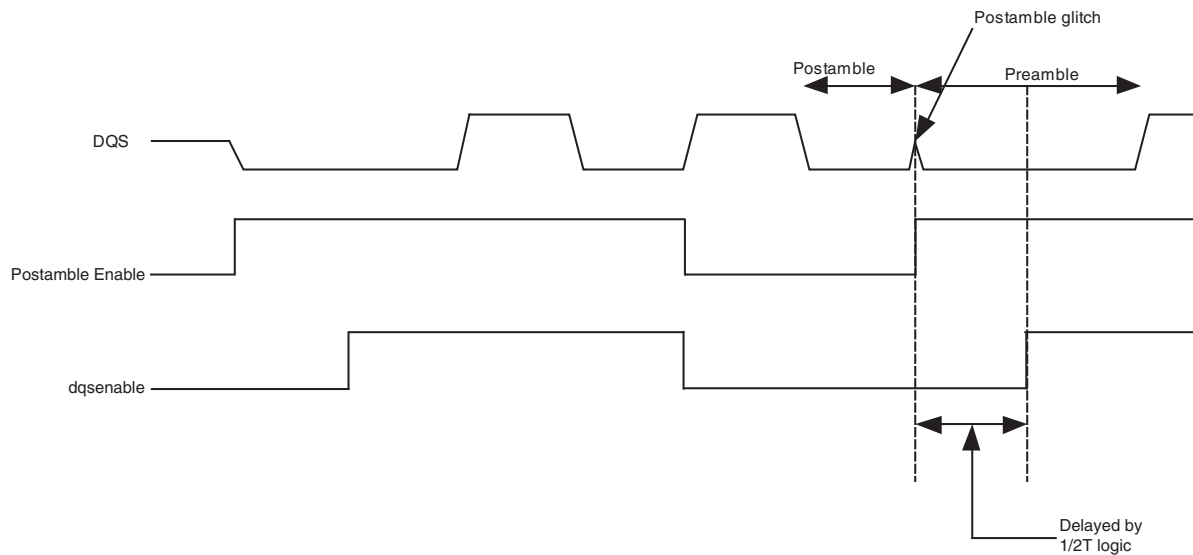 Postamble glitch
Postamble
Preamble
DQS
Postamble Enable
dqsenable
Delayed by
1/2T logic